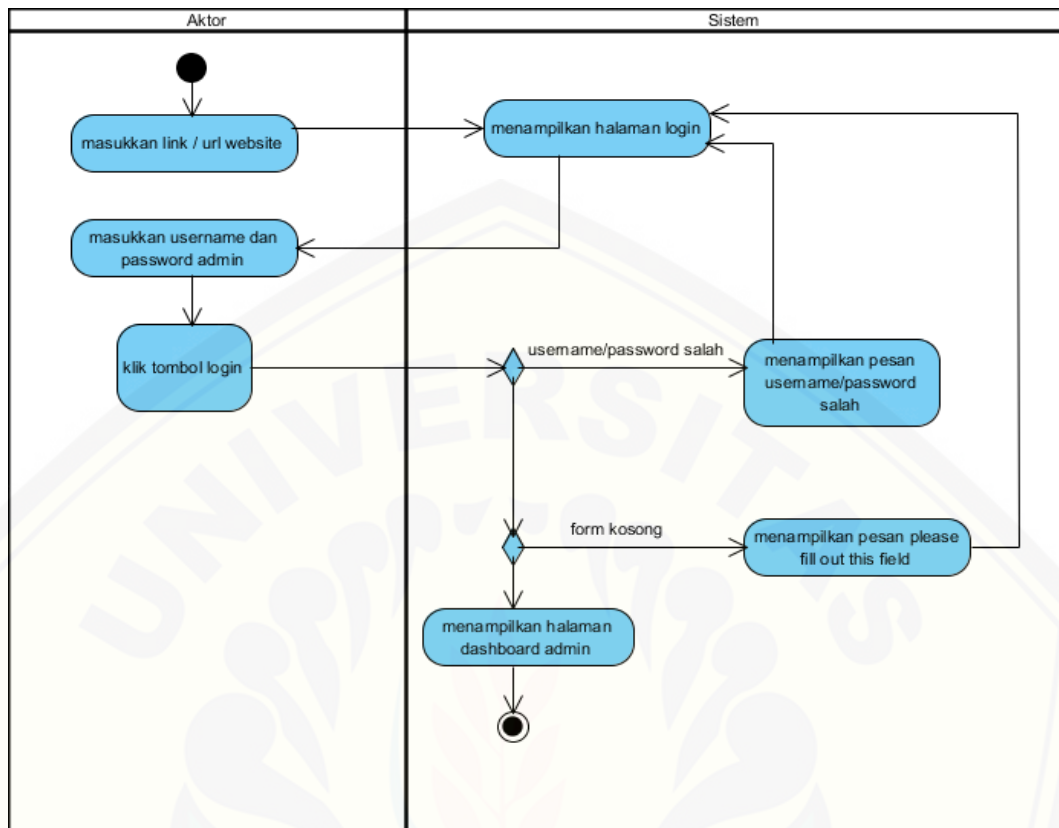 Aktor
Sistem
masukkan link / url website
menampilkan halaman login
masukkan username dan
password admin
klik tombol login
username/password salah
menampilkan pesan
username/password
salah
form kosong
menampilkan pesan please
fill out this field
menampilkan halaman
dashboard admin
UNIVERSITAS